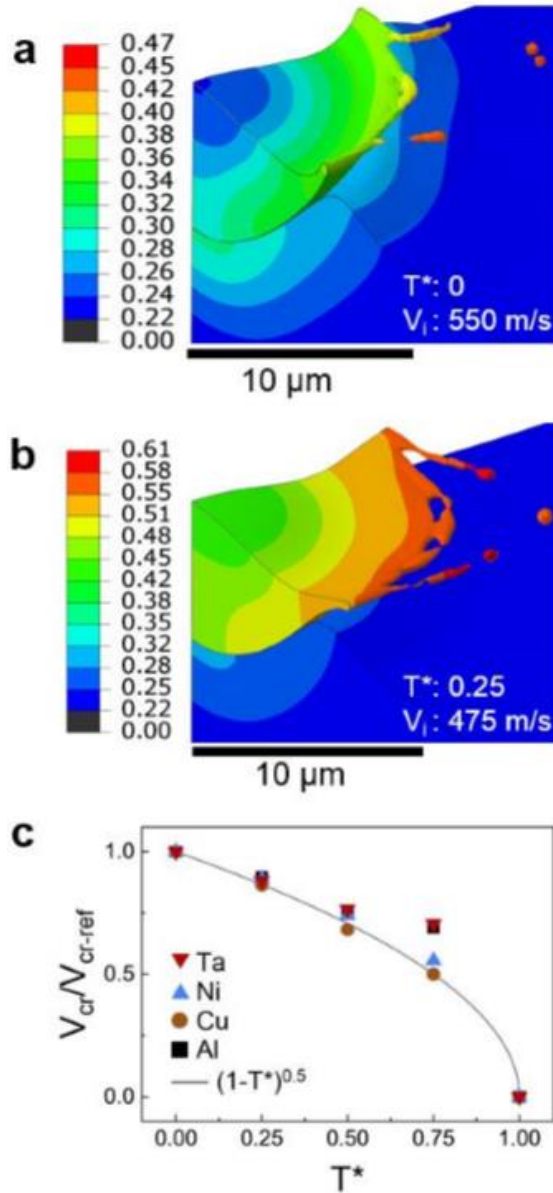 a
0.47
0.45
0.42
0.40
0.38
0.36
0.34
0.32
0.30
0.28
0.26
0.24
0.22
0.00
T*: 0
Vᵢ: 550 m/s
10 µm
b
0.61
0.58
0.55
0.51
0.48
0.45
0.42
0.38
0.35
0.32
0.28
0.25
0.22
0.00
T*: 0.25
Vᵢ: 475 m/s
10 µm
c
V_cr/V_cr-ref
1.0
0.5
0.0
Ta
Ni
Cu
Al
(1-T*)^0.5
0.00 0.25 0.50 0.75 1.00
T*